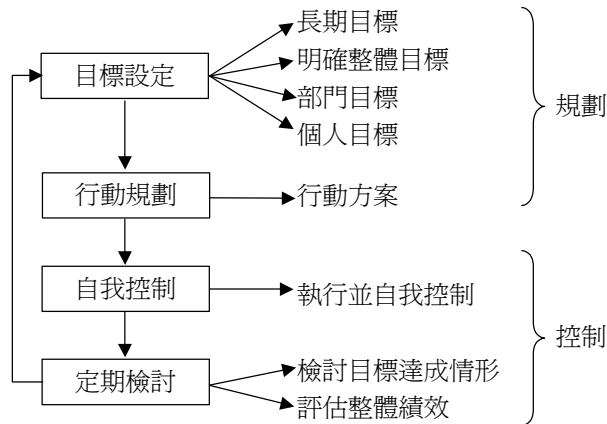 目標設定
長期目標
明確整體目標
部門目標
個人目標
規劃
行動規劃
行動方案
自我控制
執行並自我控制
控制
定期檢討
檢討目標達成情形
評估整體績效